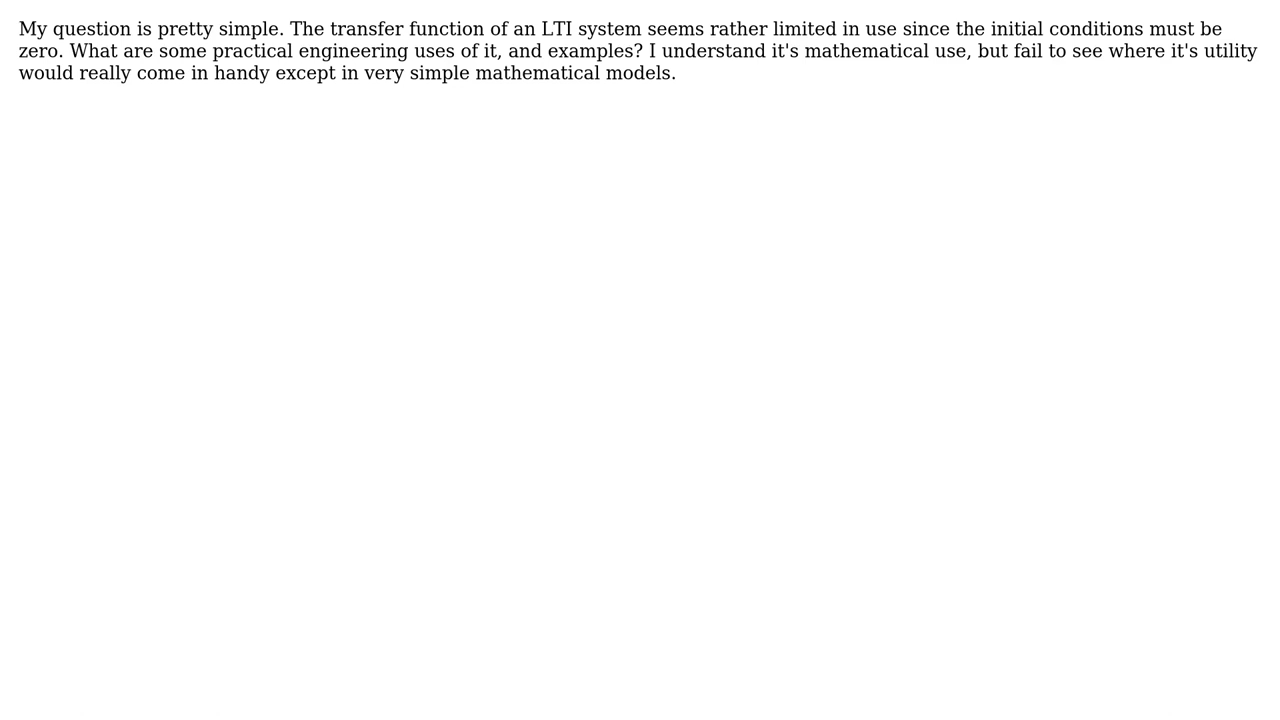 My question is pretty simple. The transfer function of an LTI system seems rather limited in use since the initial conditions must be
zero. What are some practical engineering uses of it, and examples? I understand it's mathematical use, but fail to see where it's utility
would really come in handy except in very simple mathematical models.